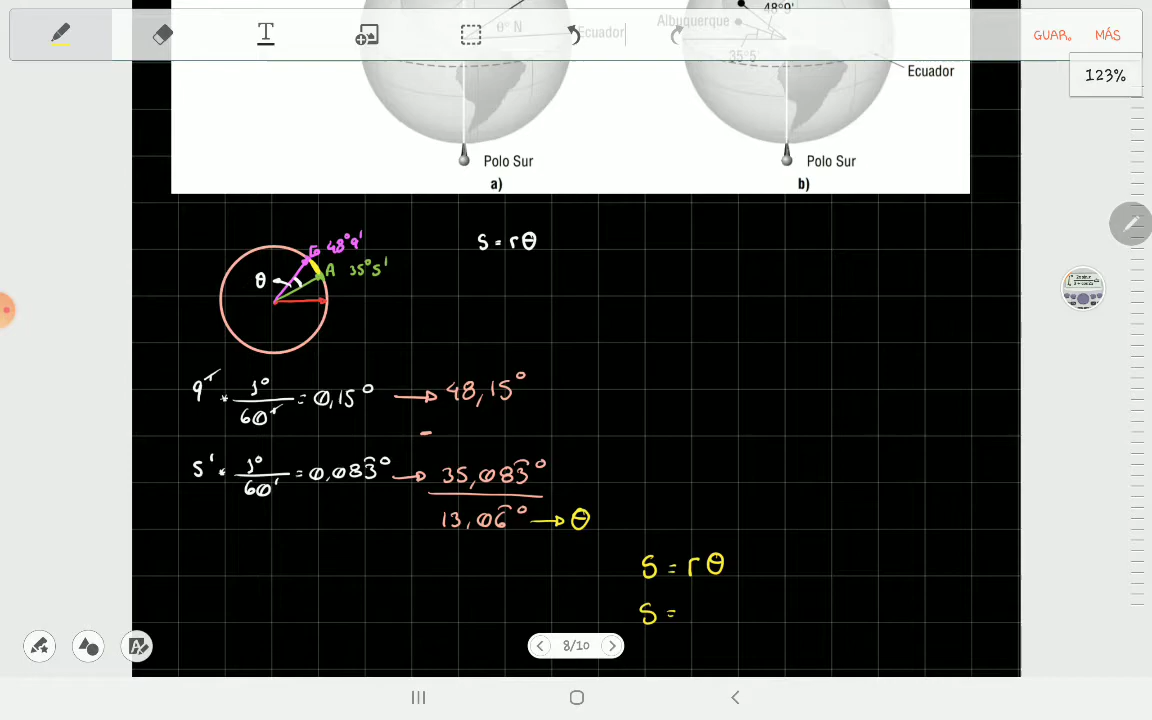 48°9'
θ° N
Ecuador
Albuquerque
GUAR.
MÁS
35°5
Ecuador
123%
Polo Sur
Polo Sur
a)
b)
G 48°9'
S = rθ
A 35°5'
θ
9' * 1°/60' = 0,15° → 48,15°
-
5' * 1°/60' = 0,083° → 35,083°
13,06° → θ
S = rθ
S =
8/10